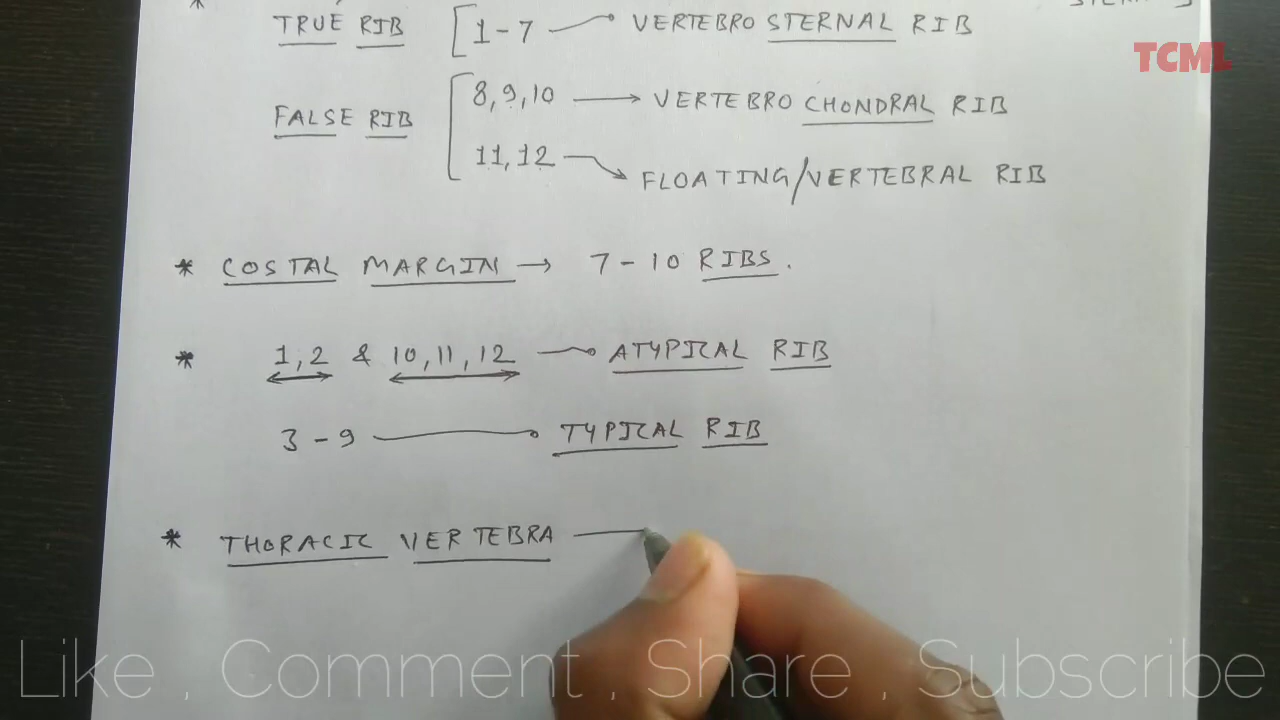 *
TRUE RIB [1-7 → VERTEBRO STERNAL RIB
TCML
8,9,10 → VERTEBRO CHONDRAL RIB
FALSE RIB [
11,12 → FLOATING/VERTEBRAL RIB
* COSTAL MARGIN → 7-10 RIBS.
* 1,2 & 10,11,12 — ATYPICAL RIB
3-9 — TYPICAL RIB
* THORACIC VERTEBRA —
Like , Comment , Share , Subscribe